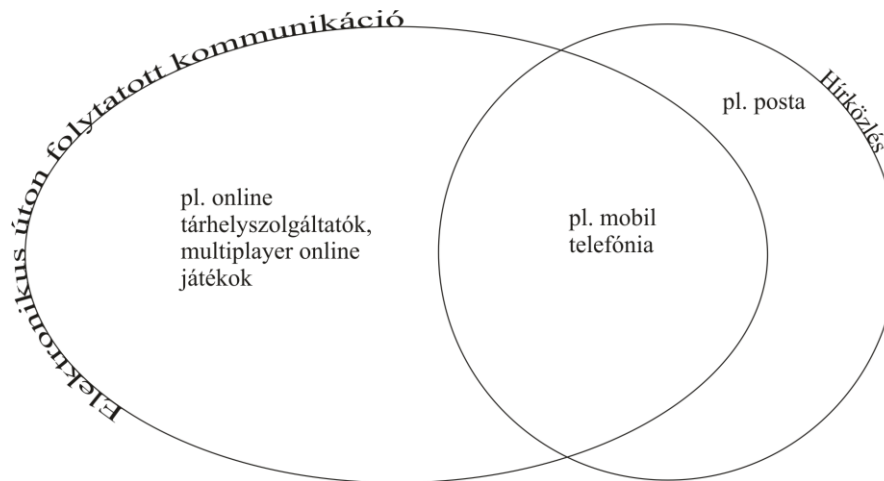 Elektronikus úton folytatott kommunikáció
Hírközlés
pl. posta
pl. online
tárhelyszolgáltatók,
multiplayer online
játékok
pl. mobil
telefónia